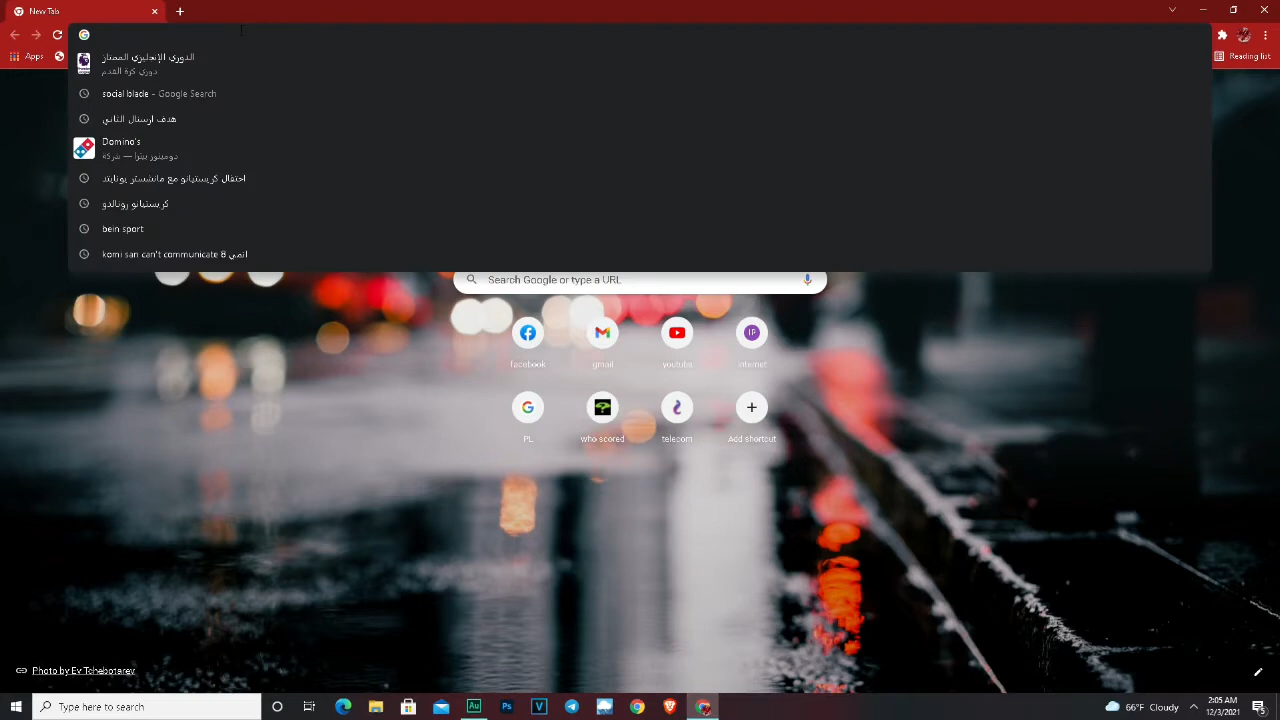 New Tab
Apps
Reading list
الدوري الإنجليزي الممتاز
دوري كرة القدم
social blade - Google Search
هدف ارسنال الثاني
Domino's
دومينوز بيتزا — شركة
احتفال كريستيانو مع مانشستر يونايتد
كريستيانو رونالدو
bein sport
komi san can't communicate 8 انمي
Search Google or type a URL
facebook
gmail
youtube
IP
internet
PL
who scored
telecom
Add shortcut
Photo by Ev Tchebotarev
Type here to search
Au
Ps
V
66°F Cloudy
2:05 AM
12/3/2021